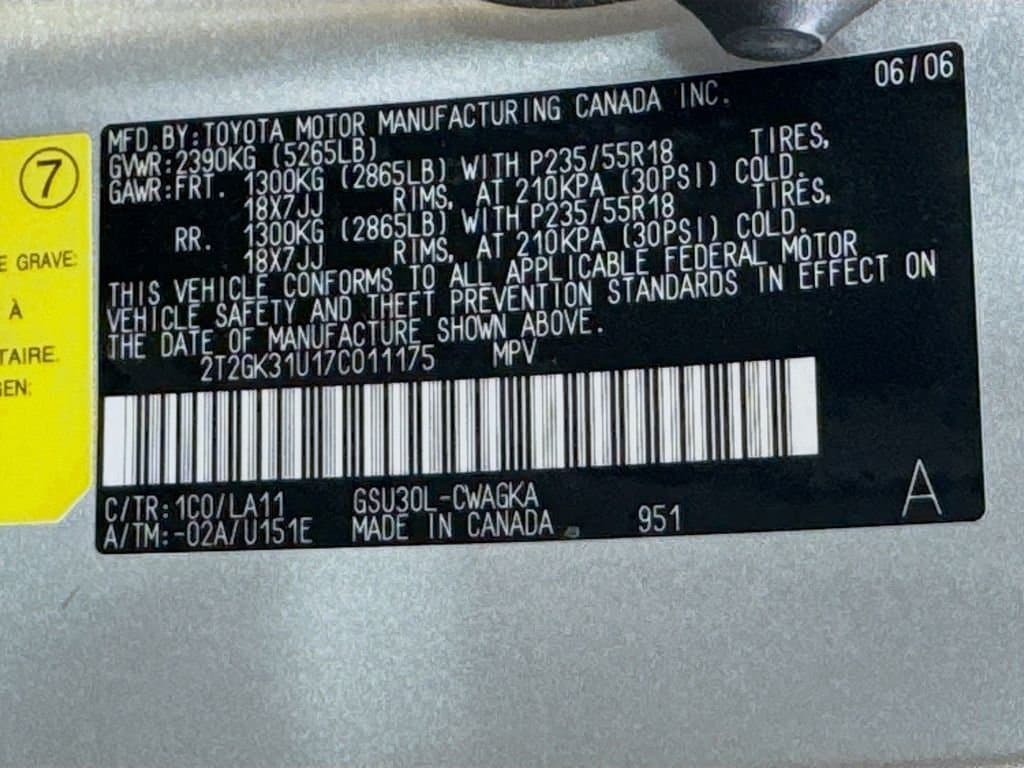 06/06
MFD.BY:TOYOTA MOTOR MANUFACTURING CANADA INC.
GVWR:2390KG (5265LB)
GAWR:FRT. 1300KG (2865LB) WITH P235/55R18 TIRES,
18X7JJ RIMS, AT 210KPA (30PSI) COLD.
RR. 1300KG (2865LB) WITH P235/55R18 TIRES,
18X7JJ RIMS, AT 210KPA (30PSI) COLD.
THIS VEHICLE CONFORMS TO ALL APPLICABLE FEDERAL MOTOR
VEHICLE SAFETY AND THEFT PREVENTION STANDARDS IN EFFECT ON
THE DATE OF MANUFACTURE SHOWN ABOVE.
2T2GK31U17C011175 MPV
C/TR:1C0/LA11 GSU30L-CWAGKA
A/TM:-02A/U151E MADE IN CANADA 951
A
7
E GRAVE:
À
TAIRE.
GEN;